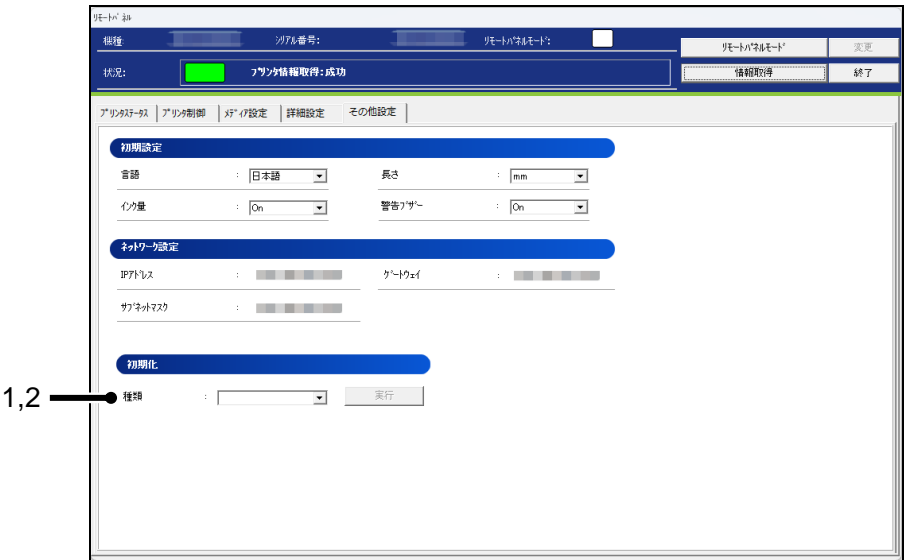 リモートパネル
機種:
シリアル番号:
リモートパネルモード:
リモートパネルモード
変更
状況:
プリンタ情報取得:成功
情報取得
終了
プリンタステータス
プリンタ制御
メディア設定
詳細設定
その他設定
初期設定
言語 : 日本語
長さ : mm
インク量 : On
警告ブザー : On
ネットワーク設定
IPアドレス :
ゲートウェイ :
サブネットマスク :
初期化
1,2
種類 :
実行